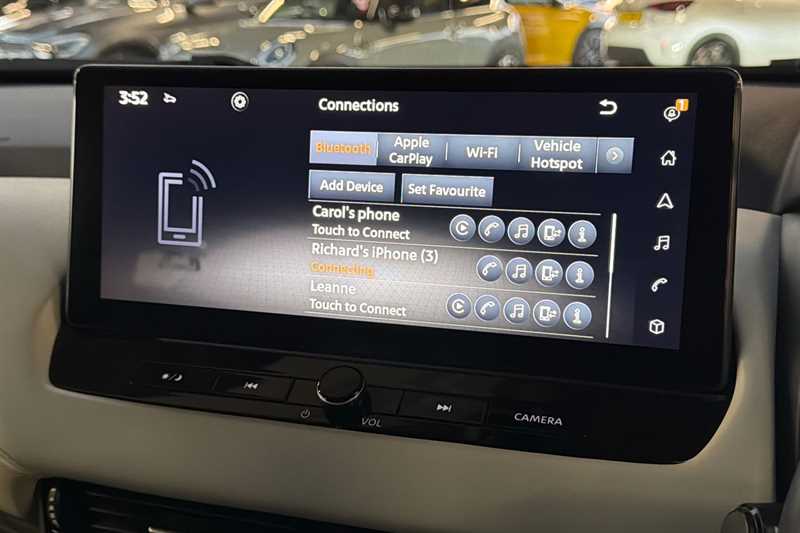 3:52
Connections
1
Bluetooth
Apple CarPlay
Wi-Fi
Vehicle Hotspot
Add Device
Set Favourite
Carol's phone
Touch to Connect
Richard's iPhone (3)
Connecting
Leanne
Touch to Connect
VOL
CAMERA